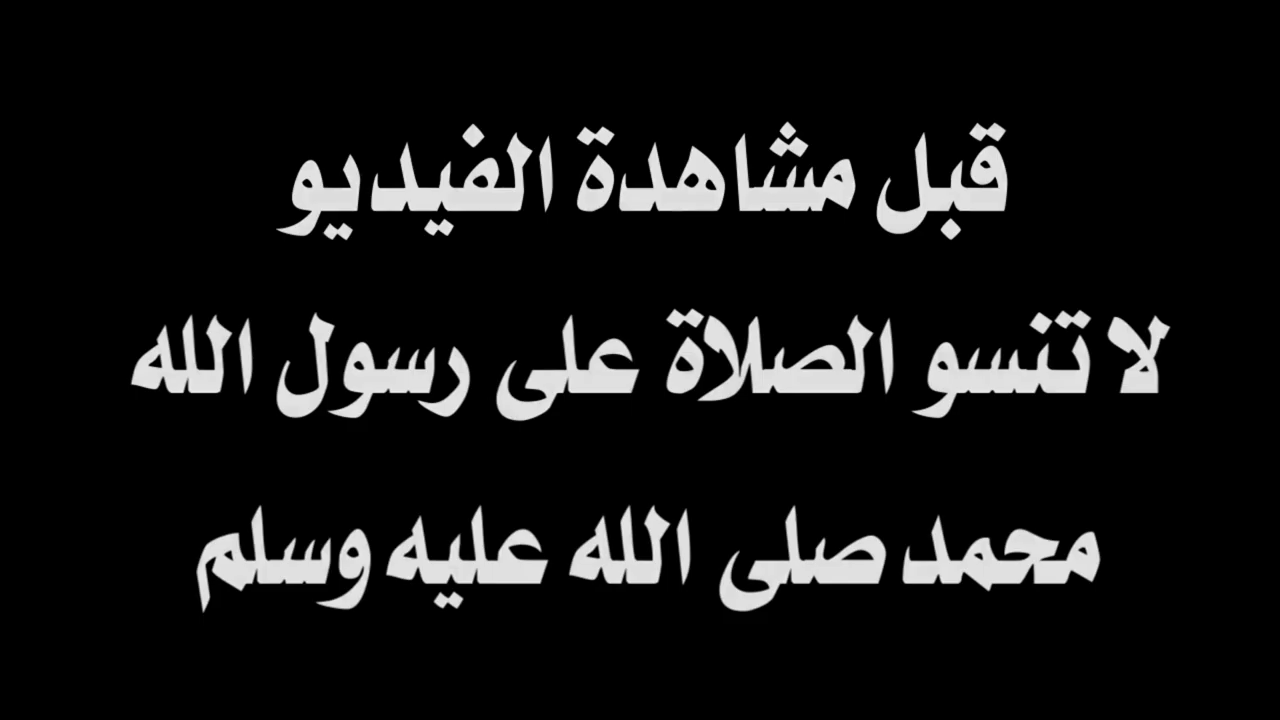 قبل مشاهدة الفيديو
لا تنسو الصلاة على رسول الله
محمد صلى الله عليه وسلم